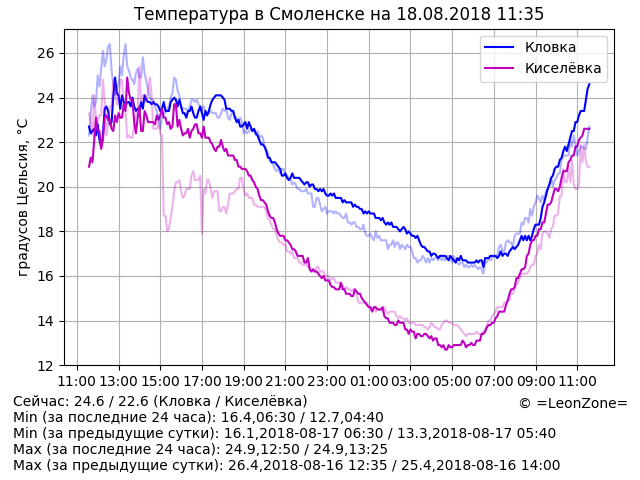 Температура в Смоленске на 18.08.2018 11:35
Кловка
Киселёвка
градусов Цельсия, °C
26
24
22
20
18
16
14
12
11:00 13:00 15:00 17:00 19:00 21:00 23:00 01:00 03:00 05:00 07:00 09:00 11:00
Сейчас: 24.6 / 22.6 (Кловка / Киселёвка)
© =LeonZone=
Min (за последние 24 часа): 16.4,06:30 / 12.7,04:40
Min (за предыдущие сутки): 16.1,2018-08-17 06:30 / 13.3,2018-08-17 05:40
Max (за последние 24 часа): 24.9,12:50 / 24.9,13:25
Max (за предыдущие сутки): 26.4,2018-08-16 12:35 / 25.4,2018-08-16 14:00